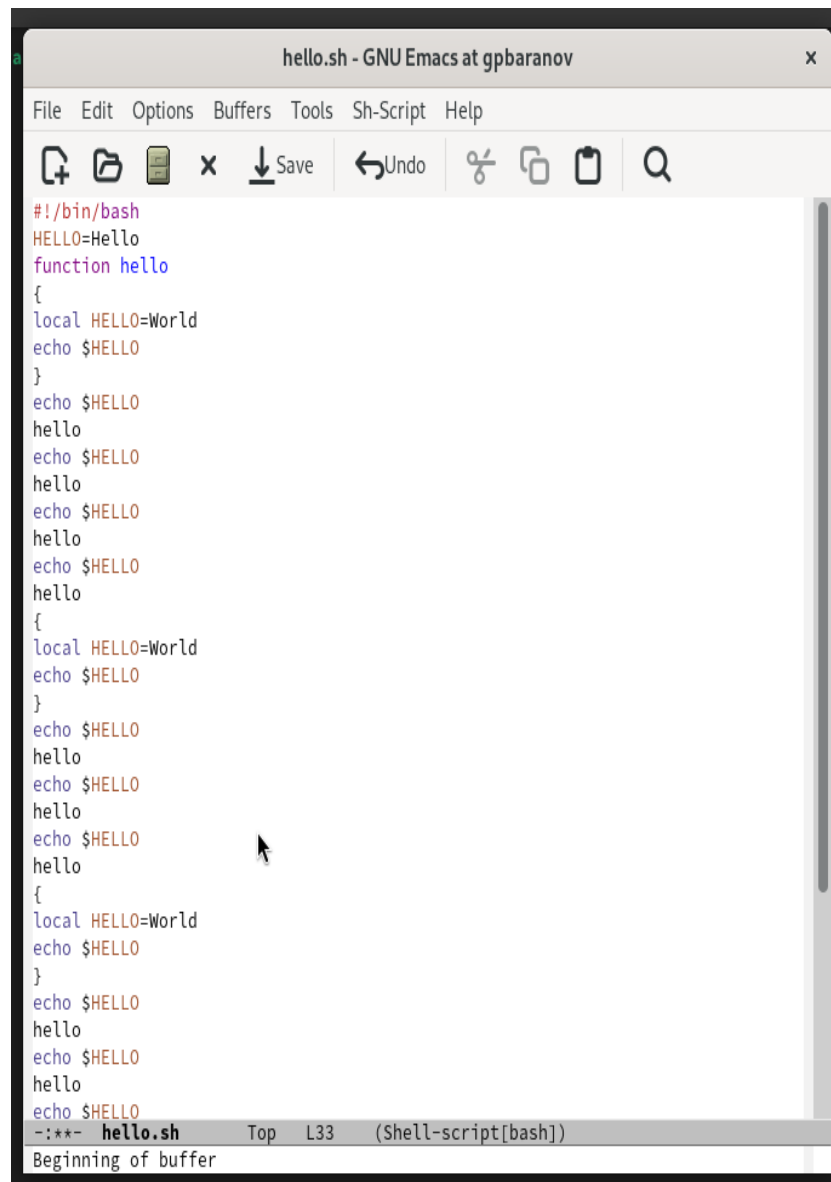 a
hello.sh - GNU Emacs at gpbaranov
File Edit Options Buffers Tools Sh-Script Help
Save Undo
#!/bin/bash
HELLO=Hello
function hello
{
local HELLO=World
echo $HELLO
}
echo $HELLO
hello
echo $HELLO
hello
echo $HELLO
hello
echo $HELLO
hello
{
local HELLO=World
echo $HELLO
}
echo $HELLO
hello
echo $HELLO
hello
echo $HELLO
hello
{
local HELLO=World
echo $HELLO
}
echo $HELLO
hello
echo $HELLO
hello
echo $HELLO
-:**- hello.sh Top L33 (Shell-script[bash])
Beginning of buffer